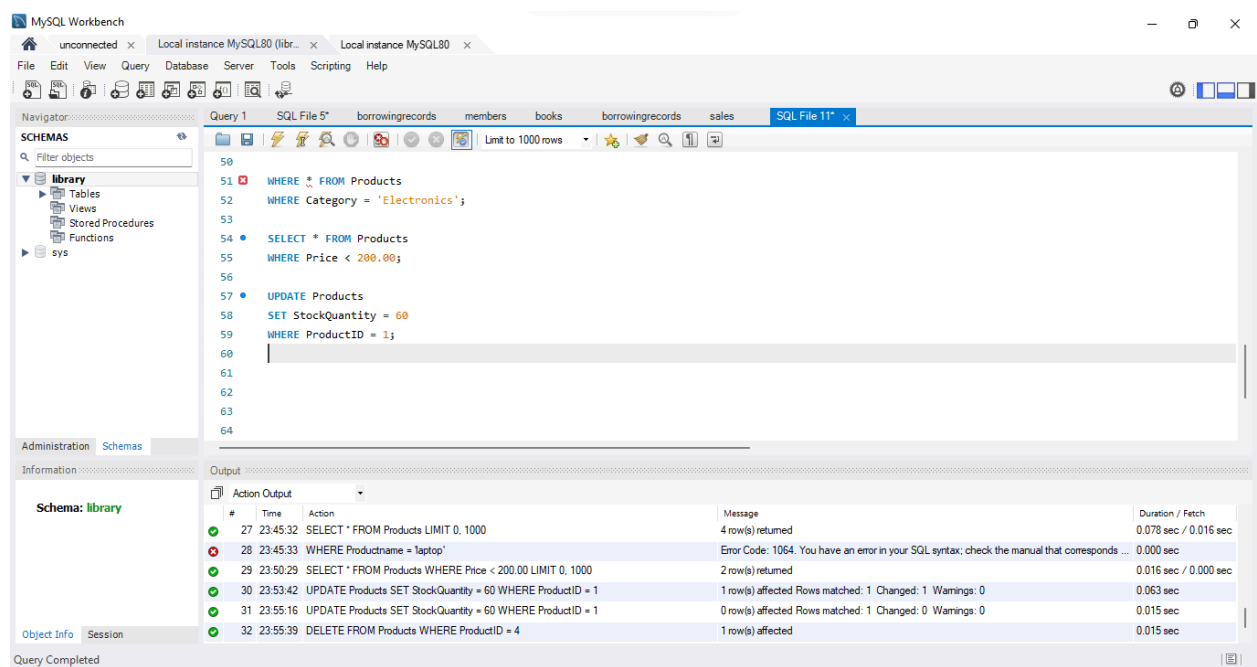 MySQL Workbench
unconnected × Local instance MySQL80 (libr... × Local instance MySQL80 ×
File Edit View Query Database Server Tools Scripting Help
Navigator
SCHEMAS
Filter objects
library
Tables
Views
Stored Procedures
Functions
sys
Administration Schemas
Information
Schema: library
Object Info Session
Query 1 SQL File 5* borrowingrecords members books borrowingrecords sales SQL File 11* ×
Limit to 1000 rows
50
51 WHERE * FROM Products
52 WHERE Category = 'Electronics';
53
54 SELECT * FROM Products
55 WHERE Price < 200.00;
56
57 UPDATE Products
58 SET StockQuantity = 60
59 WHERE ProductID = 1;
60
61
62
63
64
Output
Action Output
# Time Action Message Duration / Fetch
27 23:45:32 SELECT * FROM Products LIMIT 0, 1000 4 row(s) returned 0.078 sec / 0.016 sec
28 23:45:33 WHERE Productname = 'laptop' Error Code: 1064. You have an error in your SQL syntax; check the manual that corresponds ... 0.000 sec
29 23:50:29 SELECT * FROM Products WHERE Price < 200.00 LIMIT 0, 1000 2 row(s) returned 0.016 sec / 0.000 sec
30 23:53:42 UPDATE Products SET StockQuantity = 60 WHERE ProductID = 1 1 row(s) affected Rows matched: 1 Changed: 1 Warnings: 0 0.063 sec
31 23:55:16 UPDATE Products SET StockQuantity = 60 WHERE ProductID = 1 0 row(s) affected Rows matched: 1 Changed: 0 Warnings: 0 0.015 sec
32 23:55:39 DELETE FROM Products WHERE ProductID = 4 1 row(s) affected 0.015 sec
Query Completed